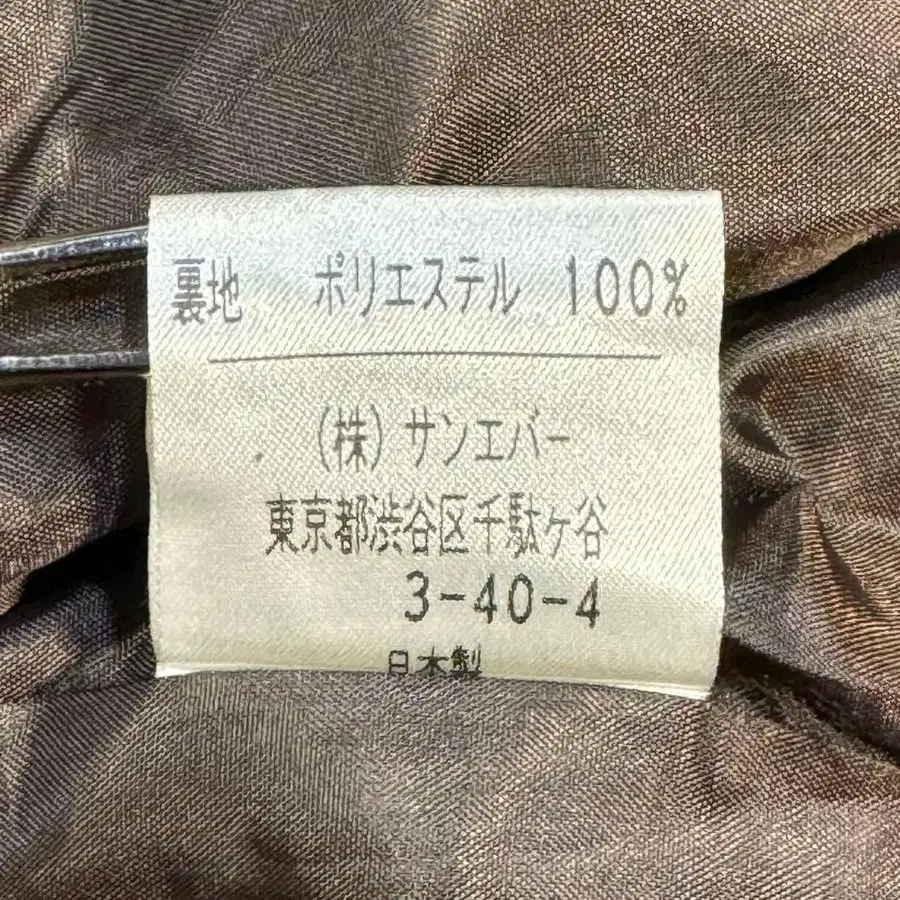 裏地 ポリエステル 100%
(株) サンエバー
東京都渋谷区千駄ヶ谷
3-40-4
日本製